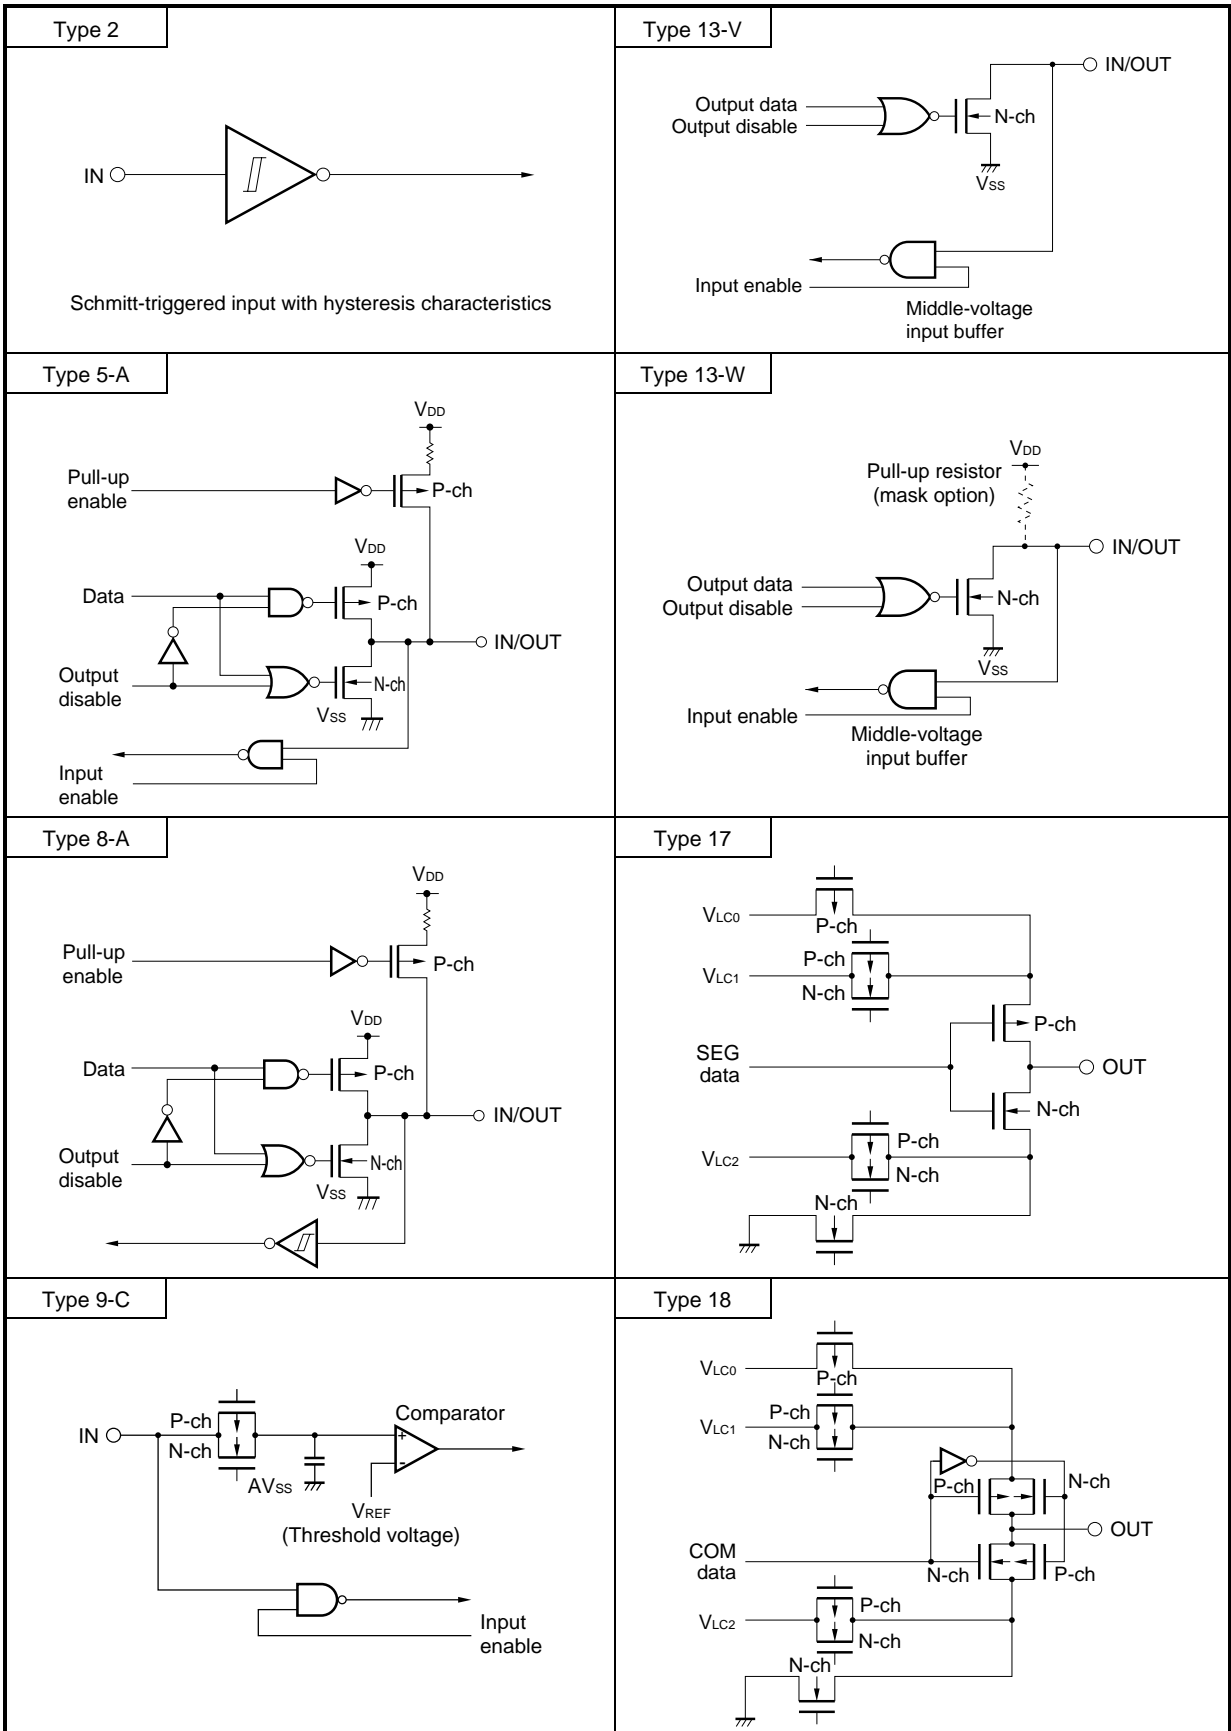 Type 2
IN
Schmitt-triggered input with hysteresis characteristics
Type 13-V
IN/OUT
Output data
Output disable
N-ch
VSS
Input enable
Middle-voltage
input buffer
Type 5-A
VDD
Pull-up
enable
P-ch
VDD
Data
P-ch
IN/OUT
Output
disable
N-ch
VSS
Input
enable
Type 13-W
VDD
Pull-up resistor
(mask option)
IN/OUT
Output data
Output disable
N-ch
VSS
Input enable
Middle-voltage
input buffer
Type 8-A
VDD
Pull-up
enable
P-ch
VDD
Data
P-ch
IN/OUT
Output
disable
N-ch
VSS
Type 17
VLC0
P-ch
P-ch
VLC1
N-ch
P-ch
SEG
data
OUT
N-ch
P-ch
VLC2
N-ch
N-ch
Type 9-C
Comparator
P-ch
IN
+
N-ch
-
AVSS
VREF
(Threshold voltage)
Input
enable
Type 18
VLC0
P-ch
P-ch
VLC1
N-ch
P-ch
N-ch
OUT
COM
data
N-ch
P-ch
P-ch
VLC2
N-ch
N-ch